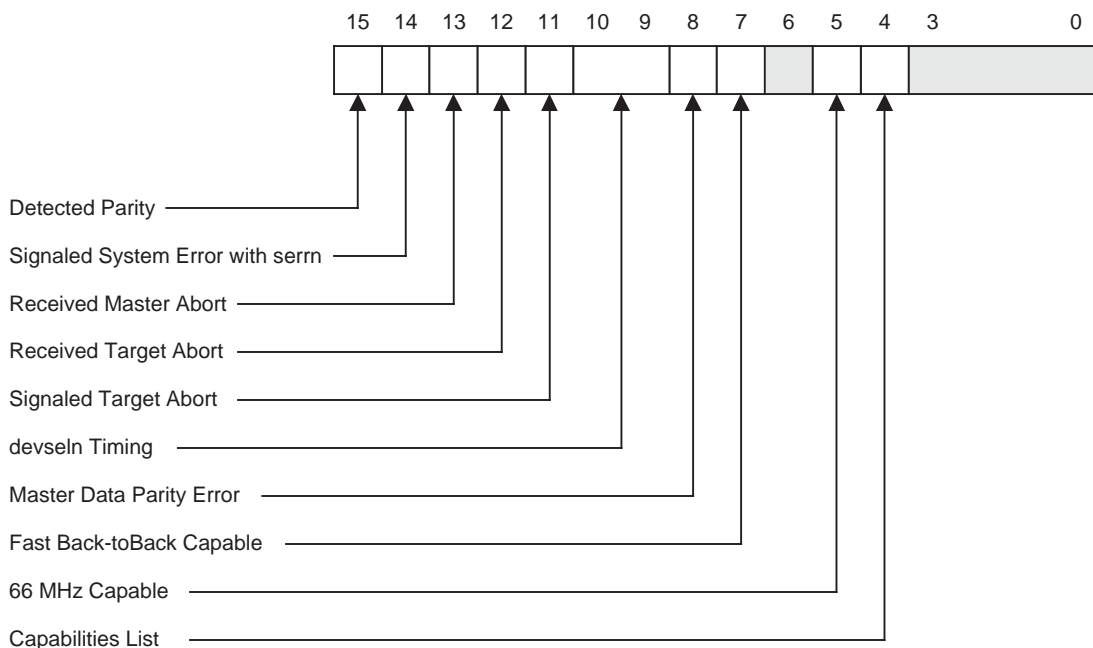 15 14 13 12 11 10 9 8 7 6 5 4 3 0
Detected Parity
Signaled System Error with serrn
Received Master Abort
Received Target Abort
Signaled Target Abort
devseln Timing
Master Data Parity Error
Fast Back-toBack Capable
66 MHz Capable
Capabilities List